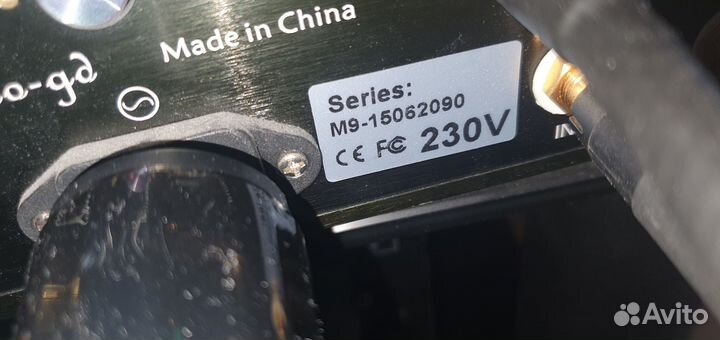 Made in China
Series:
M9-15062090
CE FC 230V
Avito